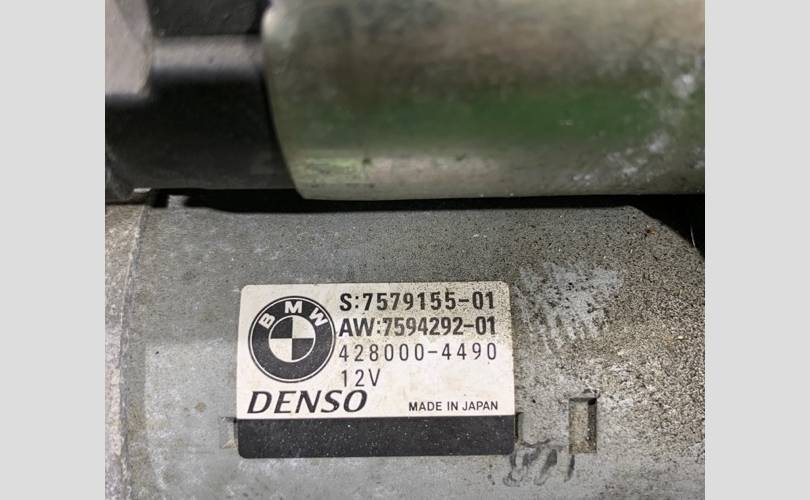 BMW
S:7579155-01
AW:7594292-01
428000-4490
12V
DENSO
MADE IN JAPAN